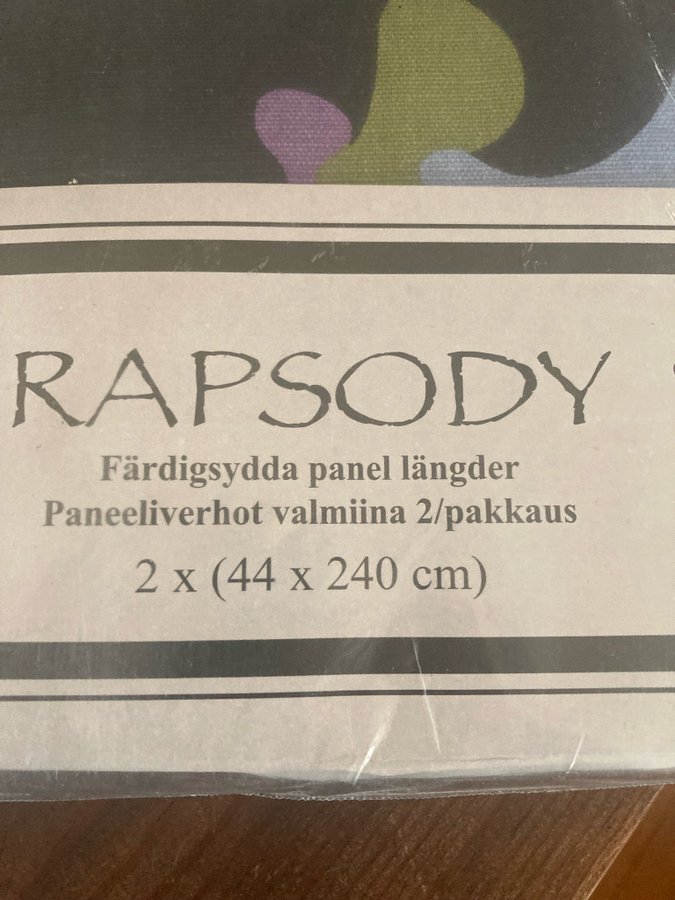 RAPSODY
Färdigsydda panel längder
Paneeliverhot valmiina 2/pakkaus
2 x (44 x 240 cm)